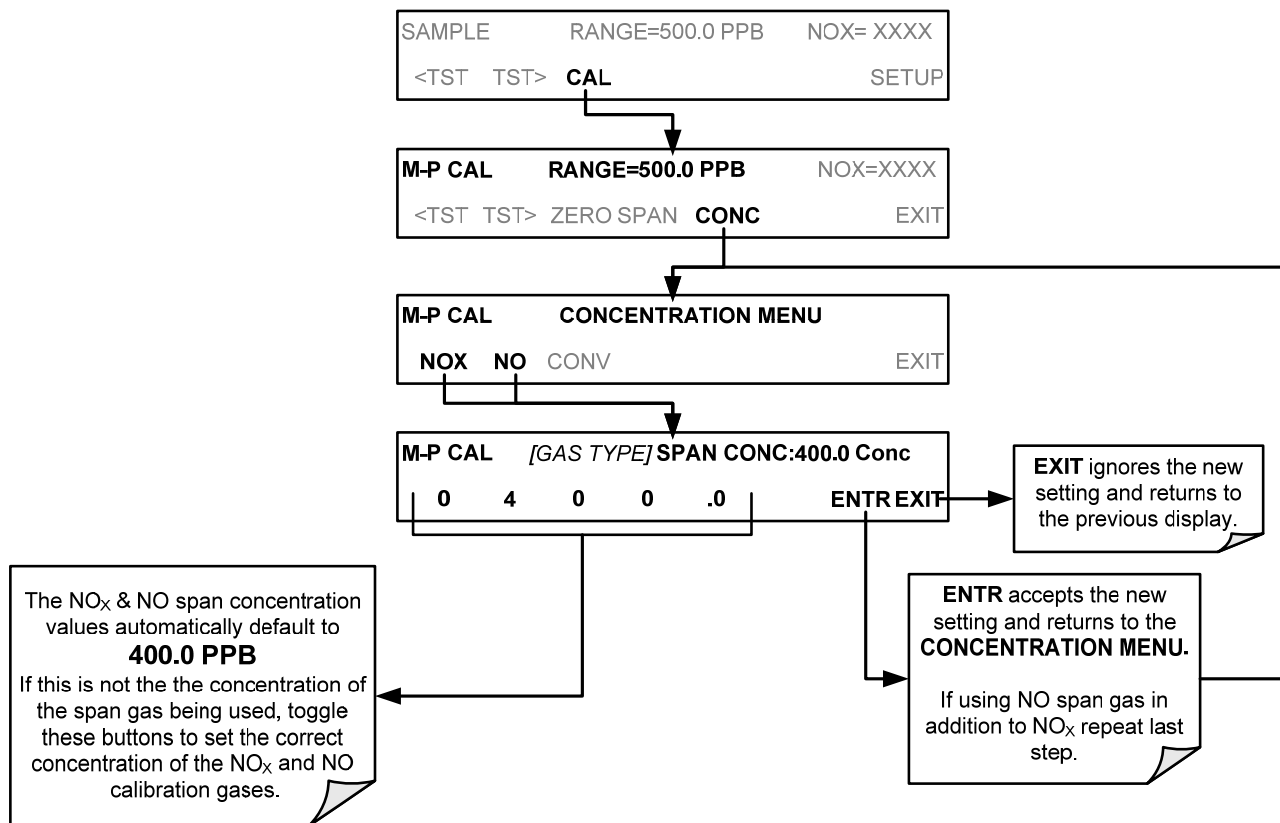 SAMPLE RANGE=500.0 PPB NOX= XXXX
<TST TST> CAL SETUP
M-P CAL RANGE=500.0 PPB NOX=XXXX
<TST TST> ZERO SPAN CONC EXIT
M-P CAL CONCENTRATION MENU
NOX NO CONV EXIT
M-P CAL [GAS TYPE] SPAN CONC:400.0 Conc
0 4 0 0 .0 ENTR EXIT
EXIT ignores the new
setting and returns to
the previous display.
The NOX & NO span concentration
values automatically default to
400.0 PPB
If this is not the the concentration of
the span gas being used, toggle
these buttons to set the correct
concentration of the NOX and NO
calibration gases.
ENTR accepts the new
setting and returns to the
CONCENTRATION MENU.
If using NO span gas in
addition to NOX repeat last
step.